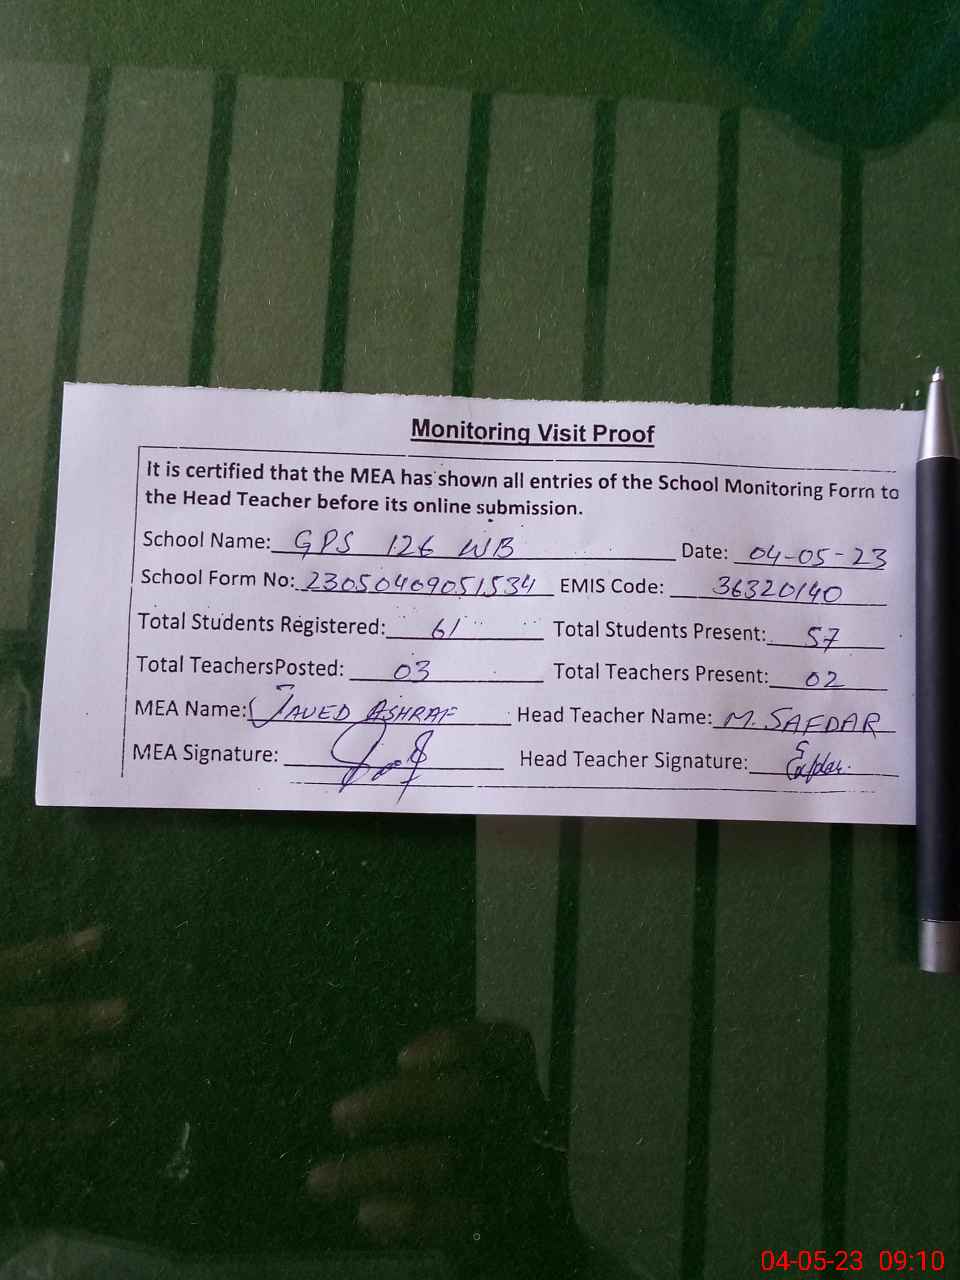 Monitoring Visit Proof
It is certified that the MEA has shown all entries of the School Monitoring Form to
the Head Teacher before its online submission.
School Name: GPS 126 WB Date: 04-05-23
School Form No: 23050409051534 EMIS Code: 36320140
Total Students Registered: 61 Total Students Present: 57
Total TeachersPosted: 03 Total Teachers Present: 02
MEA Name: JAVED ASHRAF Head Teacher Name: M. SAFDAR
MEA Signature: Head Teacher Signature:
04-05-23 09:10